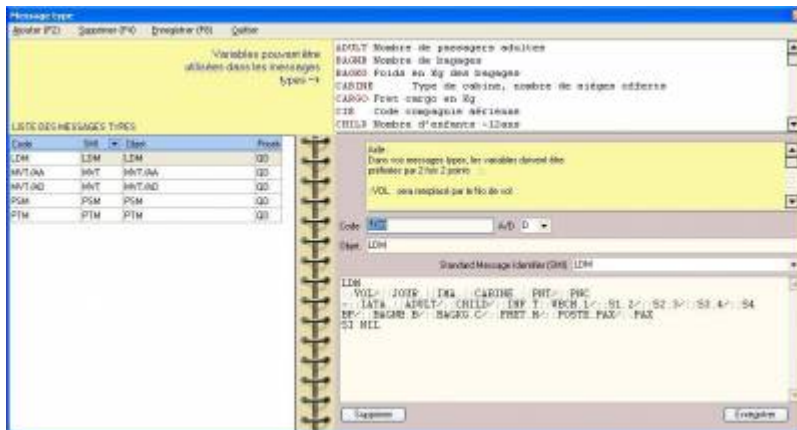 Message type
Ajouter (F2) Supprimer (F4) Enregistrer (F8) Quitter
Variables pouvant être
utilisées dans les messages
types -->
LISTE DES MESSAGES TYPES
ADULT Nombre de passagers adultes
BAGNB Nombre de bagages
BAGKG Poids en Kg des bagages
CABINE Type de cabine, nombre de sièges offerts
CARGO Fret cargo en Kg
CIE Code compagnie aérienne
CHILD Nombre d'enfants -12ans
Code SMI Objet Priorité
LDM LDM LDM QD
MVT/AA MVT MVT/AA QD
MVT/AD MVT MVT/AD QD
PSM PSM PSM QD
PTM PTM PTM QD
Aide :
Dans vos messages types, les variables doivent être
préfixées par 2 fois 2 points ::
::VOL sera remplacé par le No de vol
Code LDM A/D D
Objet LDM
Standard Message Identifier (SMI) LDM
LDM
SI NIL
Supprimer Enregistrer